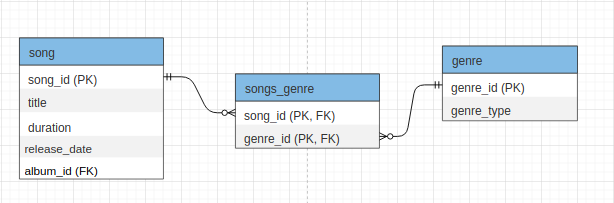 song
song_id (PK)
title
duration
release_date
album_id (FK)
songs_genre
song_id (PK, FK)
genre_id (PK, FK)
genre
genre_id (PK)
genre_type